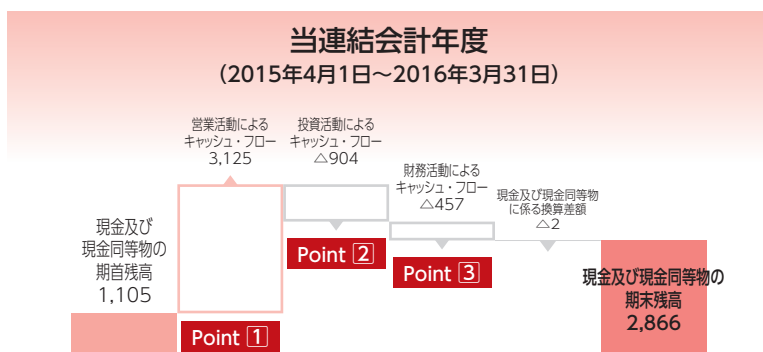 当連結会計年度
（2015年4月1日～2016年3月31日）
営業活動による
キャッシュ・フロー
3,125
投資活動による
キャッシュ・フロー
△904
財務活動による
キャッシュ・フロー
△457
現金及び現金同等物
に係る換算差額
△2
現金及び
現金同等物の
期首残高
1,105
Point 1
Point 2
Point 3
現金及び現金同等物の
期末残高
2,866